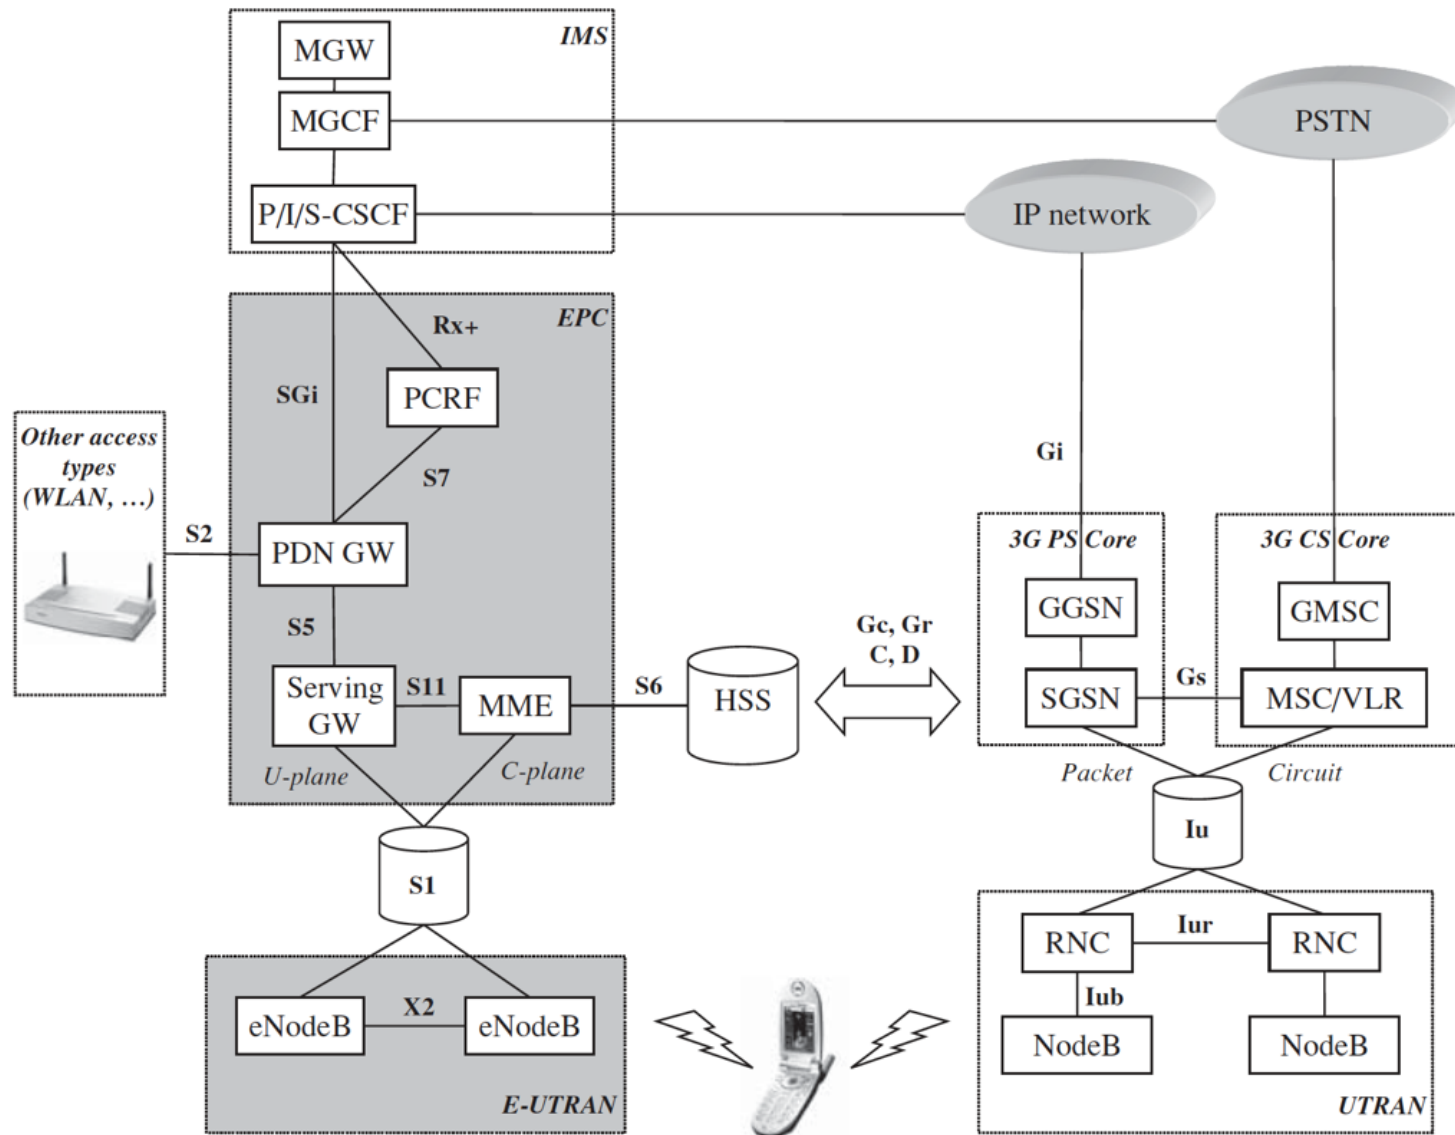 IMS
MGW
MGCF
PSTN
P/I/S-CSCF
IP network
EPC
Rx+
SGi
PCRF
Other access
types
(WLAN, …)
S7
Gi
S2
PDN GW
3G PS Core
3G CS Core
S5
GGSN
GMSC
Gc, Gr
C, D
Serving
GW
S11
MME
S6
HSS
SGSN
Gs
MSC/VLR
U-plane
C-plane
Packet
Circuit
Iu
S1
RNC
Iur
RNC
Iub
eNodeB
X2
eNodeB
NodeB
NodeB
E-UTRAN
UTRAN